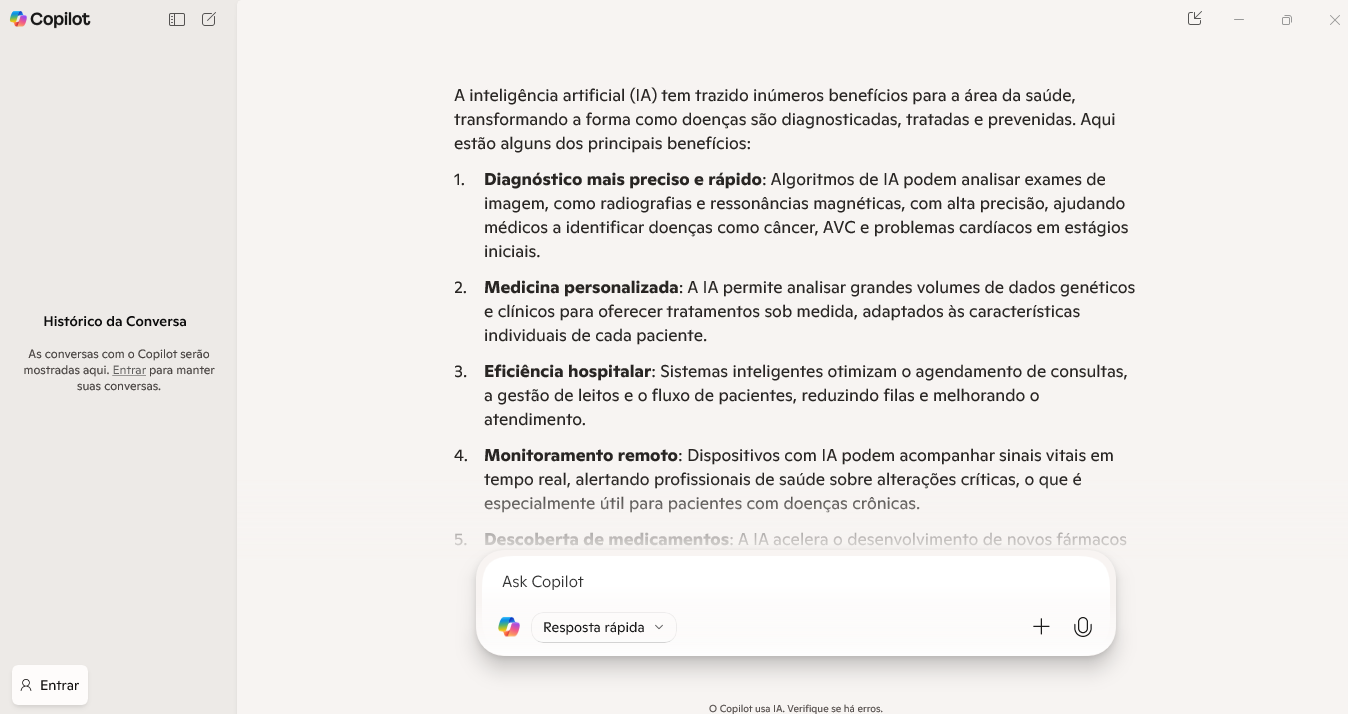 Copilot
Histórico da Conversa
As conversas com o Copilot serão
mostradas aqui. Entrar para manter
suas conversas.
Entrar
A inteligência artificial (IA) tem trazido inúmeros benefícios para a área da saúde,
transformando a forma como doenças são diagnosticadas, tratadas e prevenidas. Aqui
estão alguns dos principais benefícios:
1. Diagnóstico mais preciso e rápido: Algoritmos de IA podem analisar exames de
imagem, como radiografias e ressonâncias magnéticas, com alta precisão, ajudando
médicos a identificar doenças como câncer, AVC e problemas cardíacos em estágios
iniciais.
2. Medicina personalizada: A IA permite analisar grandes volumes de dados genéticos
e clínicos para oferecer tratamentos sob medida, adaptados às características
individuais de cada paciente.
3. Eficiência hospitalar: Sistemas inteligentes otimizam o agendamento de consultas,
a gestão de leitos e o fluxo de pacientes, reduzindo filas e melhorando o
atendimento.
4. Monitoramento remoto: Dispositivos com IA podem acompanhar sinais vitais em
tempo real, alertando profissionais de saúde sobre alterações críticas, o que é
especialmente útil para pacientes com doenças crônicas.
5. Descoberta de medicamentos: A IA acelera o desenvolvimento de novos fármacos
Ask Copilot
Resposta rápida
O Copilot usa IA. Verifique se há erros.